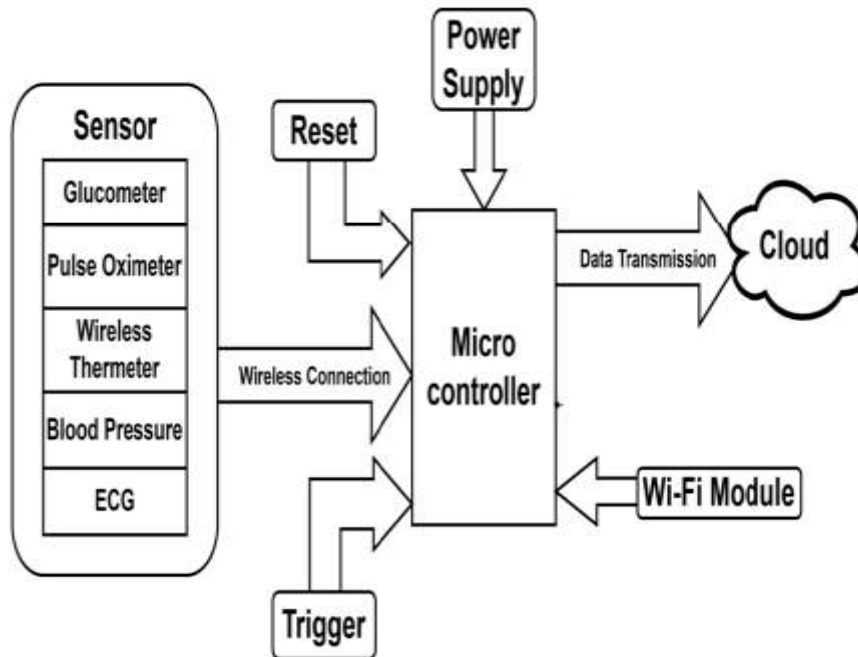 Power
Supply
Sensor
Reset
Glucometer
Pulse Oximeter
Wireless
Thermeter
Blood Pressure
ECG
Wireless Connection
Micro
controller
Data Transmission
Cloud
Wi-Fi Module
Trigger